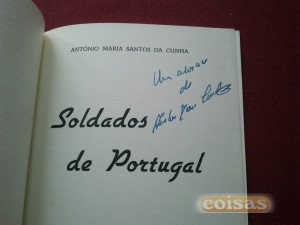 ANTONIO MARIA SANTOS DA CUNHA
Um abraço
do
Soldados
de Portugal
coisas